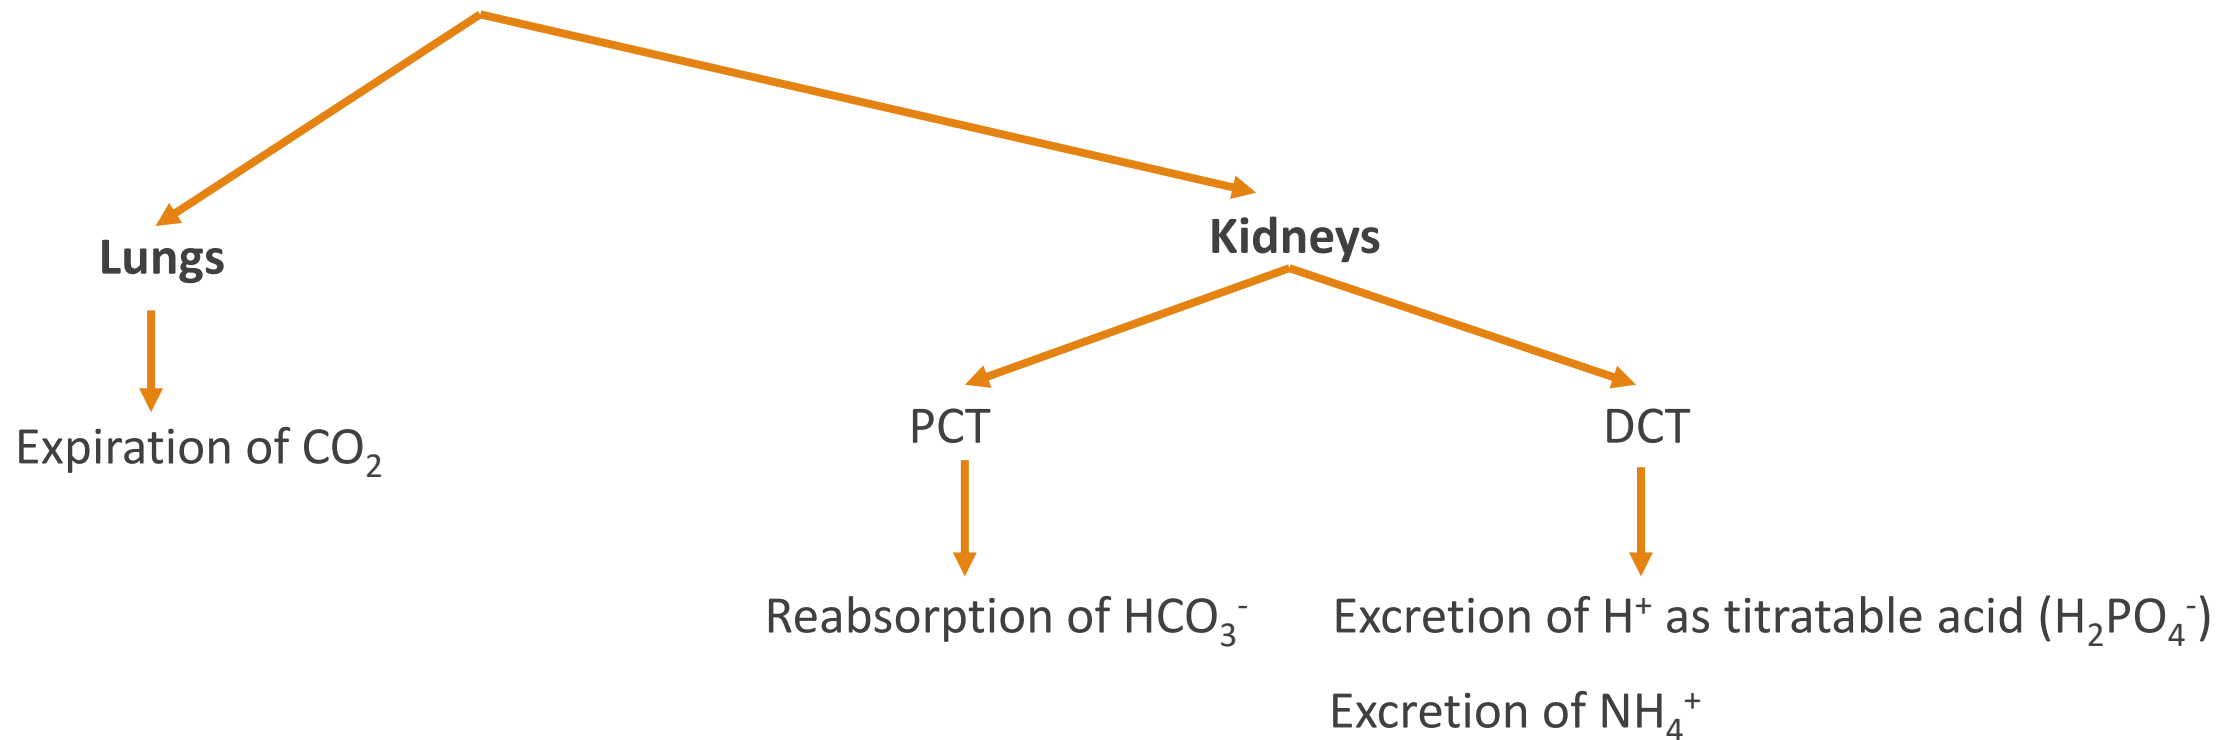 Lungs
Kidneys
Expiration of CO₂
PCT
DCT
Reabsorption of HCO₃⁻
Excretion of H⁺ as titratable acid (H₂PO₄⁻)
Excretion of NH₄⁺